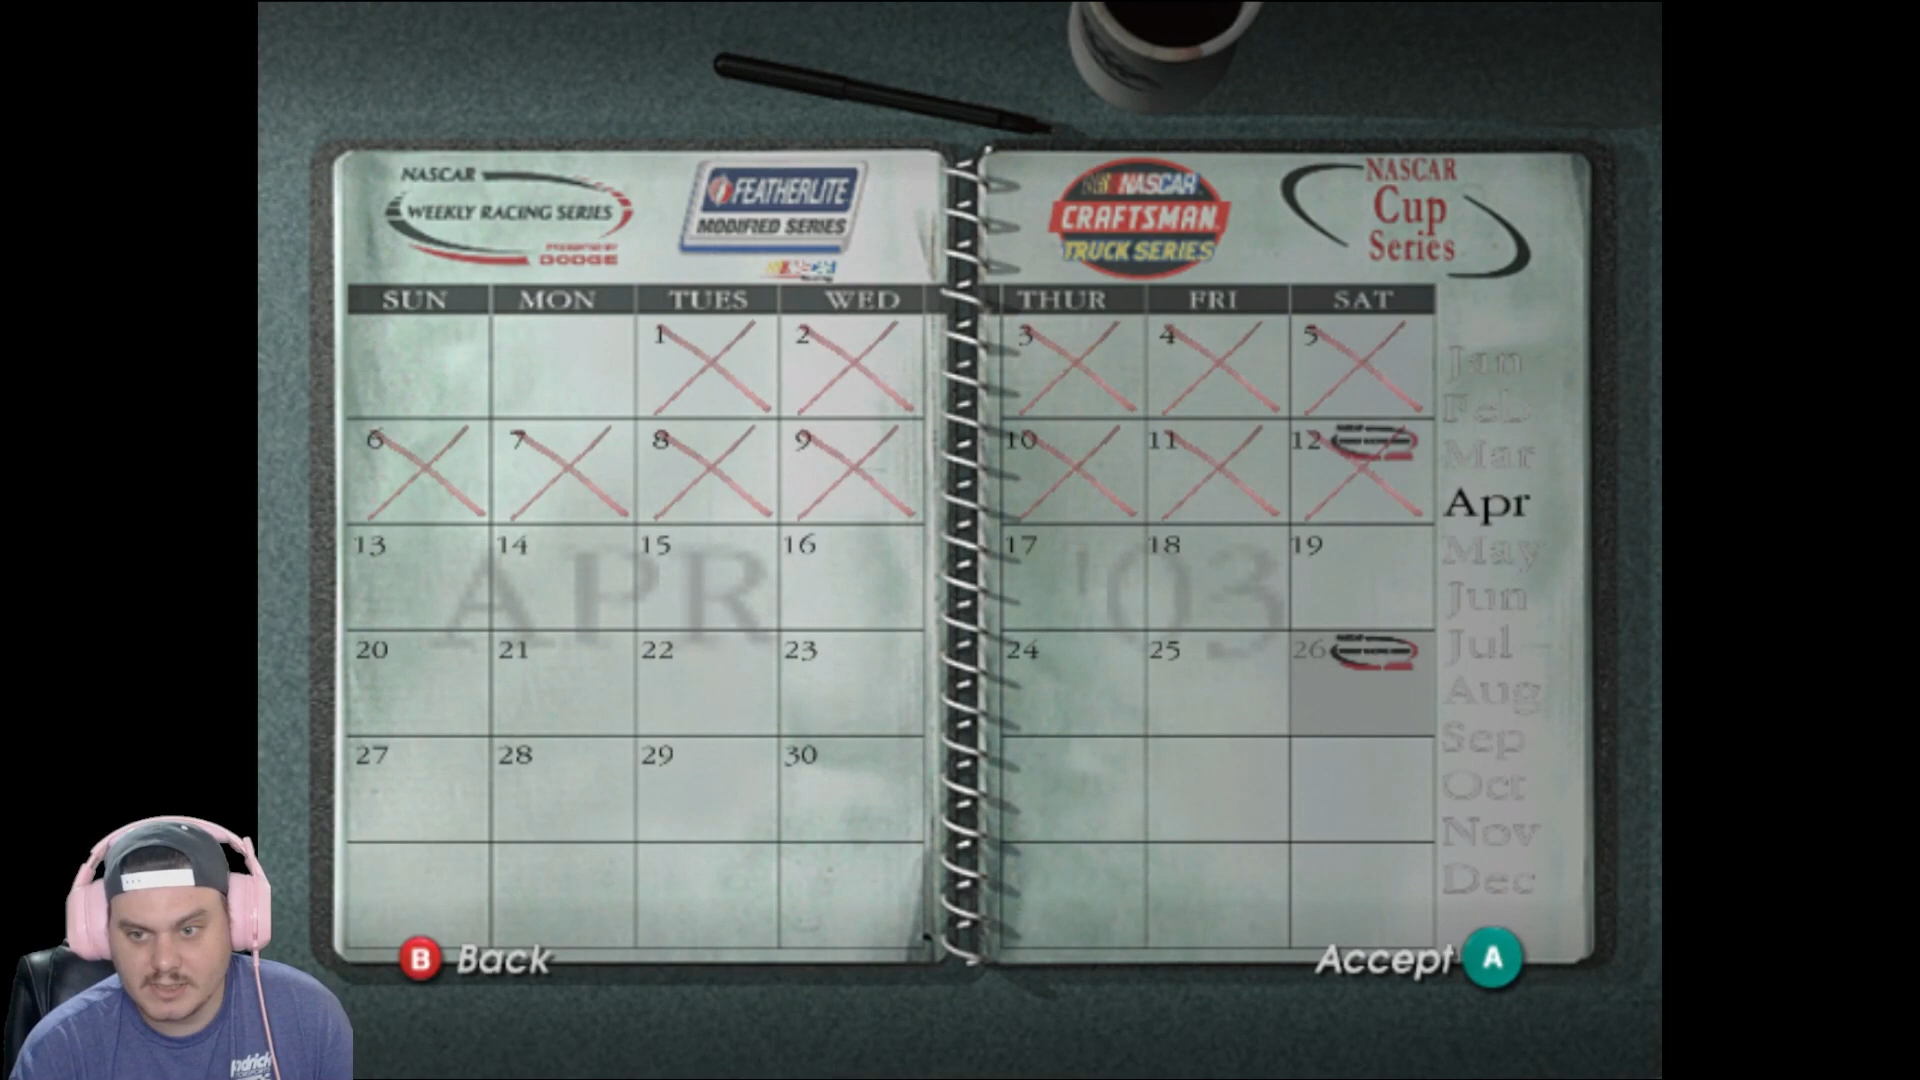 NASCAR
WEEKLY RACING SERIES
PRESENTED BY
DODGE
FEATHERLITE
MODIFIED SERIES
NASCAR
NASCAR
CRAFTSMAN
TRUCK SERIES
NASCAR
Cup
Series
SUN MON TUES WED THUR FRI SAT
1 2 3 4 5
6 7 8 9 10 11 12
13 14 15 16 17 18 19
APR '03
20 21 22 23 24 25 26
27 28 29 30
Jan
Feb
Mar
Apr
May
Jun
Jul
Aug
Sep
Oct
Nov
Dec
B Back
Accept A